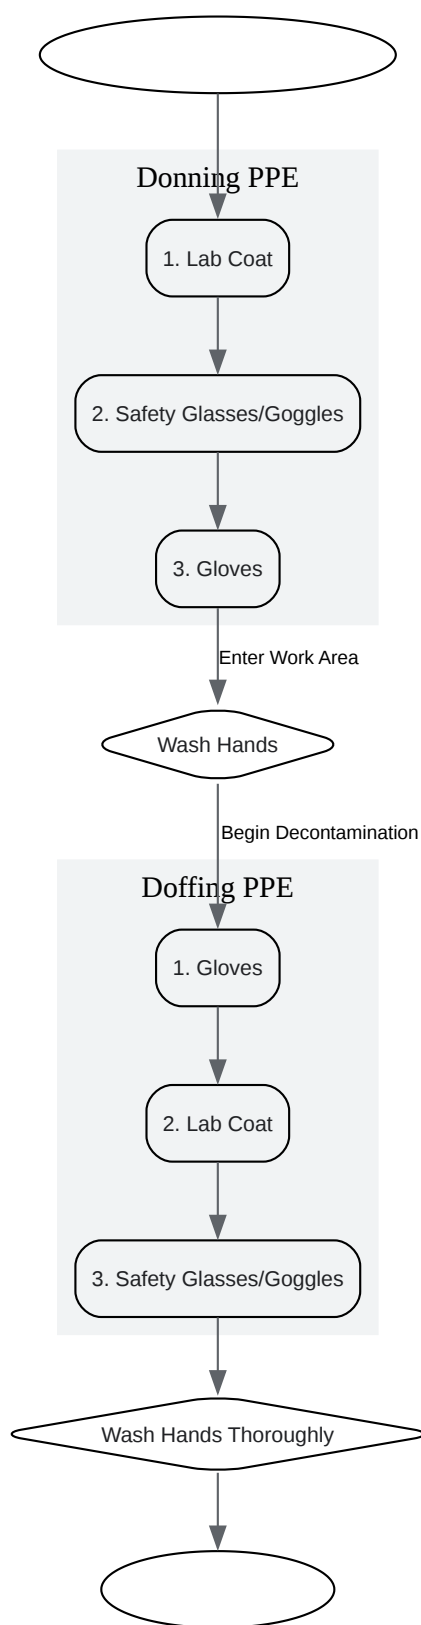 Donning PPE
1. Lab Coat
2. Safety Glasses/Goggles
3. Gloves
Enter Work Area
Wash Hands
Begin Decontamination
Doffing PPE
1. Gloves
2. Lab Coat
3. Safety Glasses/Goggles
Wash Hands Thoroughly